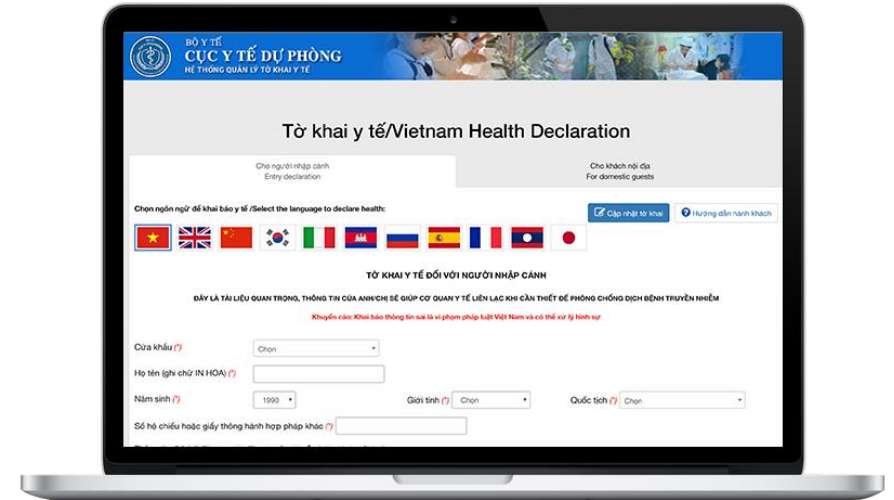 BỘ Y TẾ
CỤC Y TẾ DỰ PHÒNG
HỆ THỐNG QUẢN LÝ TỜ KHAI Y TẾ
Tờ khai y tế/Vietnam Health Declaration
Cho người nhập cảnh
Entry declaration
Cho khách nội địa
For domestic guests
Chọn ngôn ngữ để khai báo y tế /Select the language to declare health:
Cập nhật tờ khai
Hướng dẫn hành khách
TỜ KHAI Y TẾ ĐỐI VỚI NGƯỜI NHẬP CẢNH
ĐÂY LÀ TÀI LIỆU QUAN TRỌNG, THÔNG TIN CỦA ANH/CHỊ SẼ GIÚP CƠ QUAN Y TẾ LIÊN LẠC KHI CẦN THIẾT ĐỂ PHÒNG CHỐNG DỊCH BỆNH TRUYỀN NHIỄM
Khuyến cáo: Khai báo thông tin sai là vi phạm pháp luật Việt Nam và có thể xử lý hình sự
Cửa khẩu (*) Chọn
Họ tên (ghi chữ IN HOA) (*)
Năm sinh (*) 1990 Giới tính (*) Chọn Quốc tịch (*) Chọn
Số hộ chiếu hoặc giấy thông hành hợp pháp khác (*)